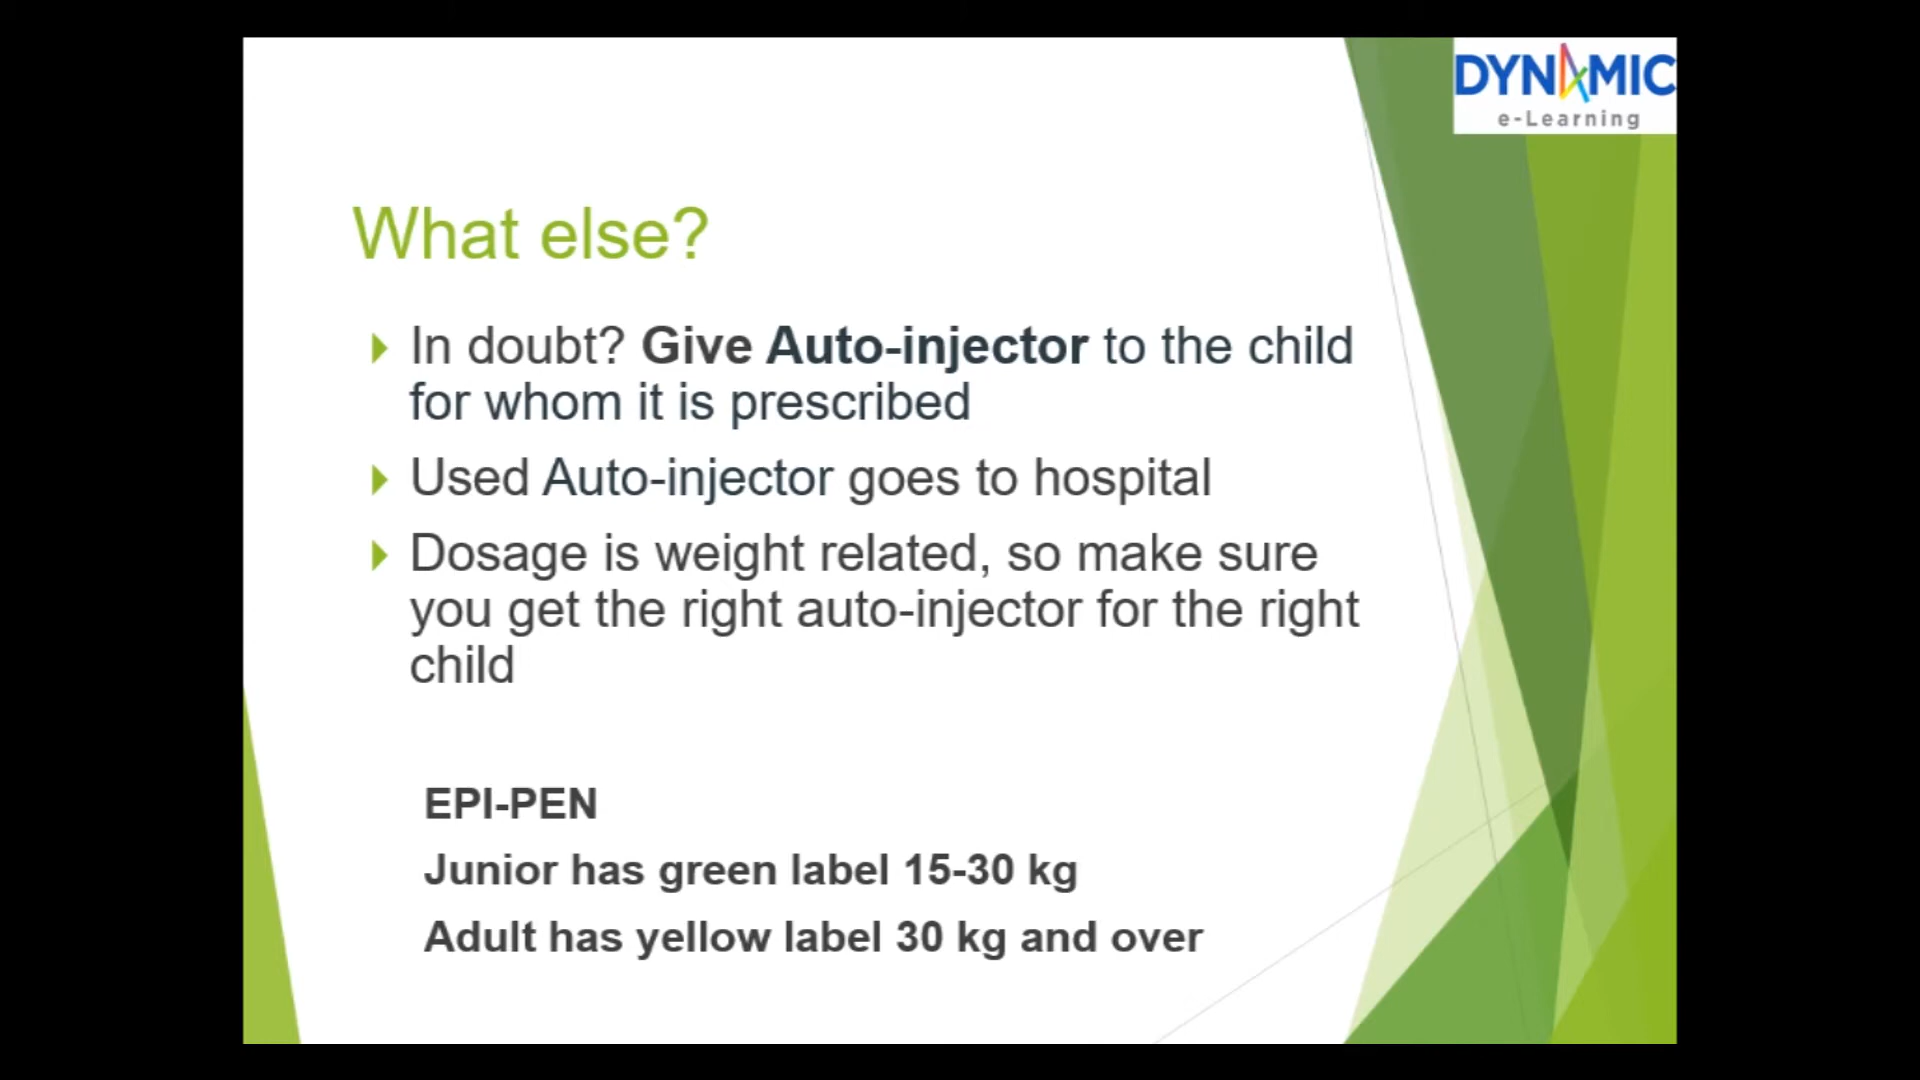 DYNAMIC
e-Learning
What else?
In doubt? Give Auto-injector to the child
for whom it is prescribed
Used Auto-injector goes to hospital
Dosage is weight related, so make sure
you get the right auto-injector for the right
child
EPI-PEN
Junior has green label 15-30 kg
Adult has yellow label 30 kg and over